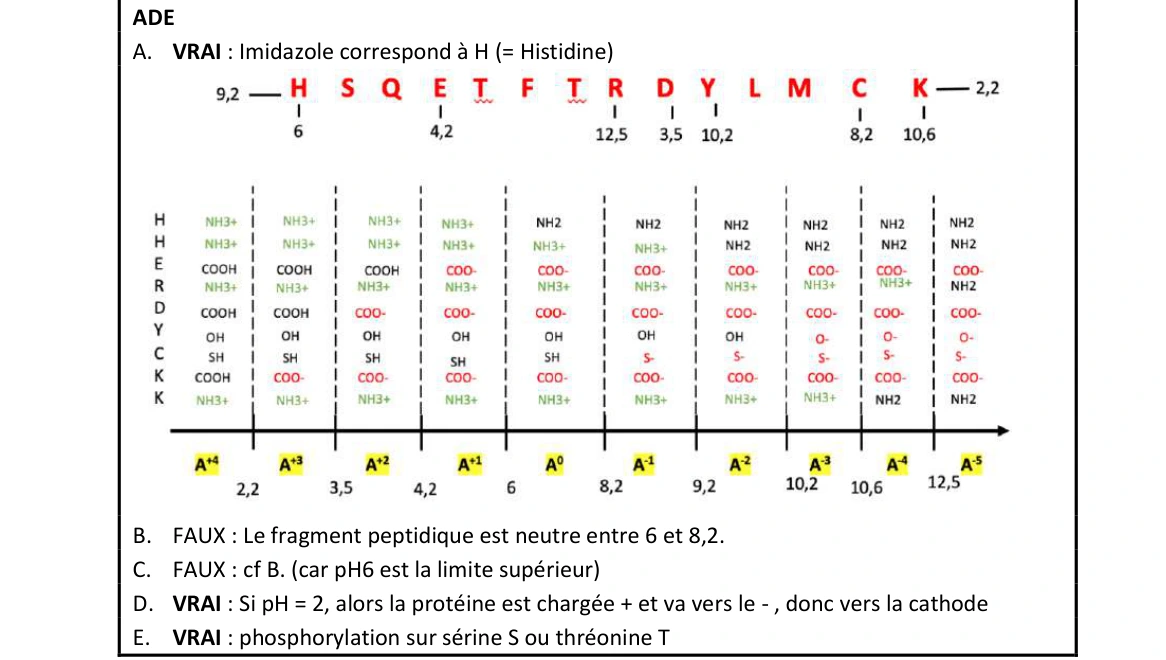 ADE
A. VRAI : Imidazole correspond à H (= Histidine)
9,2 H S Q E T F T R D Y L M C K 2,2
6 4,2 12,5 3,5 10,2 8,2 10,6
H NH3+ NH3+ NH3+ NH3+ NH2 NH2 NH2 NH2 NH2 NH2
H NH3+ NH3+ NH3+ NH3+ NH3+ NH3+ NH2 NH2 NH2 NH2
E COOH COOH COOH COO- COO- COO- COO- COO- COO- COO-
R NH3+ NH3+ NH3+ NH3+ NH3+ NH3+ NH3+ NH3+ NH3+ NH2
D COOH COOH COO- COO- COO- COO- COO- COO- COO- COO-
Y OH OH OH OH OH OH OH O- O- O-
C SH SH SH SH SH S- S- S- S- S-
K COOH COO- COO- COO- COO- COO- COO- COO- COO- COO-
K NH3+ NH3+ NH3+ NH3+ NH3+ NH3+ NH3+ NH3+ NH2 NH2
A+4 A+3 A+2 A+1 A0 A-1 A-2 A-3 A-4 A-5
2,2 3,5 4,2 6 8,2 9,2 10,2 10,6 12,5
B. FAUX : Le fragment peptidique est neutre entre 6 et 8,2.
C. FAUX : cf B. (car pH6 est la limite supérieur)
D. VRAI : Si pH = 2, alors la protéine est chargée + et va vers le - , donc vers la cathode
E. VRAI : phosphorylation sur sérine S ou thréonine T